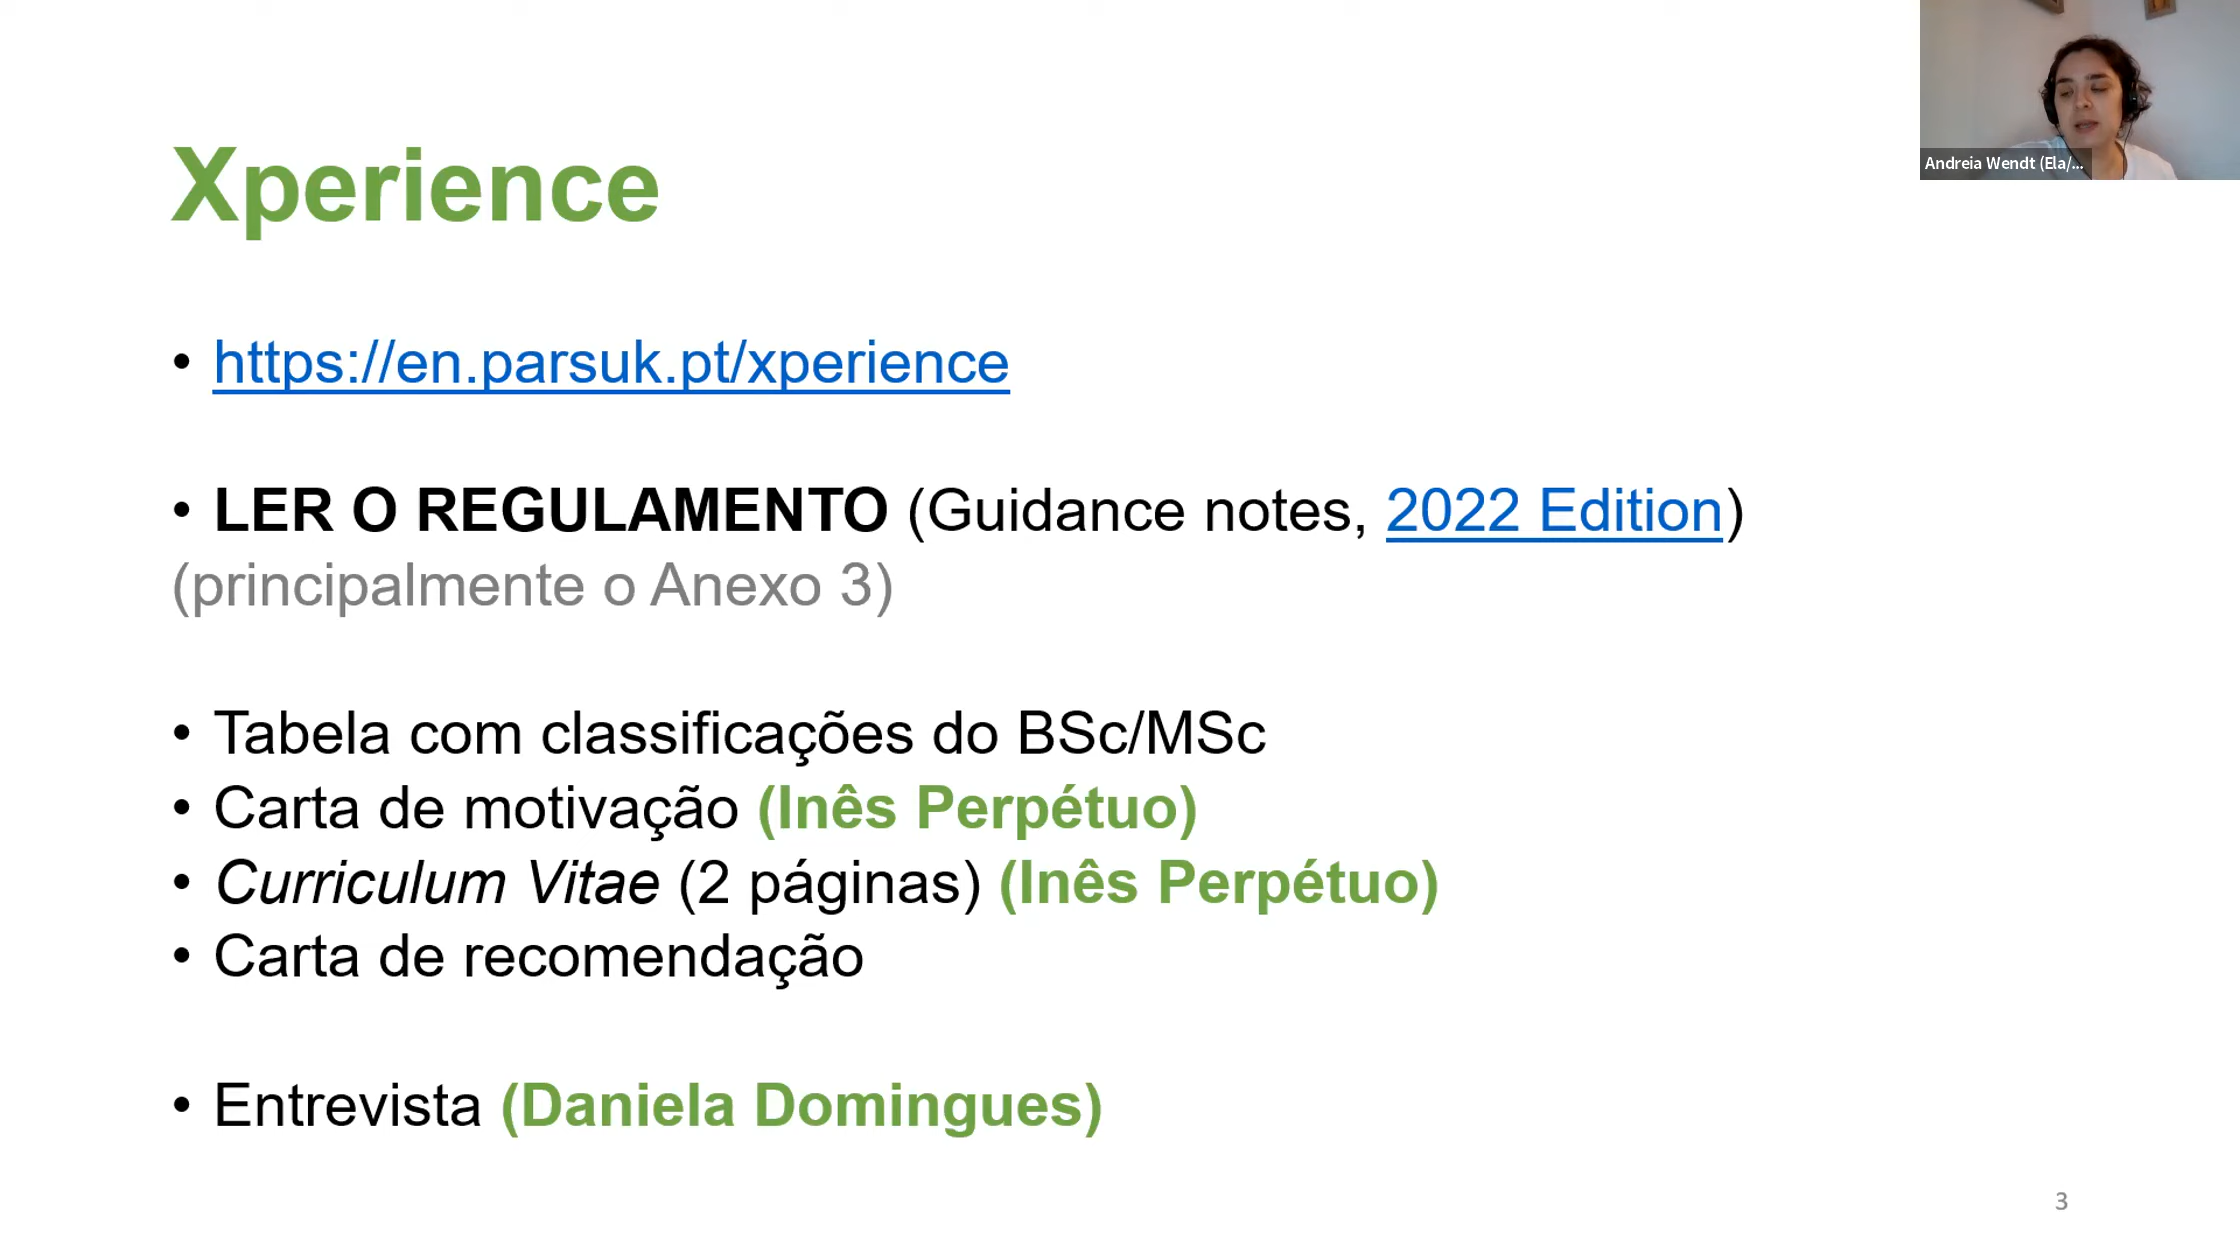 Xperience
Andreia Wendt (Ela/...
• https://en.parsuk.pt/xperience
• LER O REGULAMENTO (Guidance notes, 2022 Edition)
(principalmente o Anexo 3)
• Tabela com classificações do BSc/MSc
• Carta de motivação (Inês Perpétuo)
• Curriculum Vitae (2 páginas) (Inês Perpétuo)
• Carta de recomendação
• Entrevista (Daniela Domingues)
3